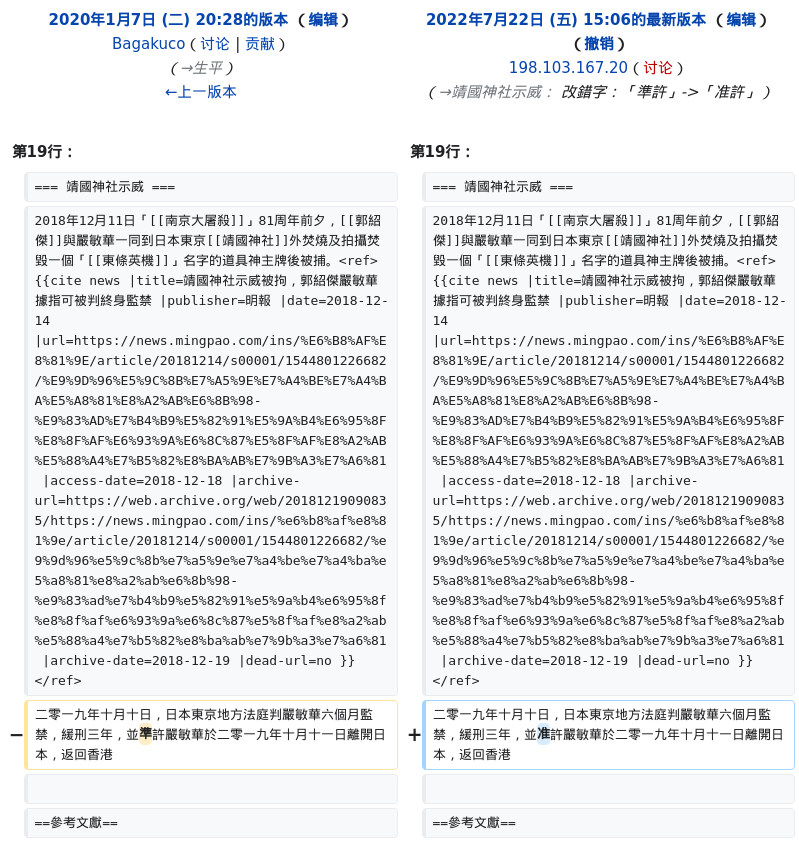 2020年1月7日 (二) 20:28的版本 （编辑）
Bagakuco（讨论 | 贡献）
（→生平）
←上一版本
2022年7月22日 (五) 15:06的最新版本 （编辑）
（撤销）
198.103.167.20（讨论）
（→靖國神社示威： 改錯字：「準許」->「准許」）
第19行：
第19行：
=== 靖國神社示威 ===
=== 靖國神社示威 ===
2018年12月11日「[[南京大屠殺]]」81周年前夕，[[郭紹
傑]]與嚴敏華一同到日本東京[[靖國神社]]外焚燒及拍攝焚
毀一個「[[東條英機]]」名字的道具神主牌後被捕。<ref>
{{cite news |title=靖國神社示威被拘，郭紹傑嚴敏華
據指可被判終身監禁 |publisher=明報 |date=2018-12-
14
|url=https://news.mingpao.com/ins/%E6%B8%AF%E
8%81%9E/article/20181214/s00001/1544801226682
/%E9%9D%96%E5%9C%8B%E7%A5%9E%E7%A4%BE%E7%A4%B
A%E5%A8%81%E8%A2%AB%E6%8B%98-
%E9%83%AD%E7%B4%B9%E5%82%91%E5%9A%B4%E6%95%8F
%E8%8F%AF%E6%93%9A%E6%8C%87%E5%8F%AF%E8%A2%AB
%E5%88%A4%E7%B5%82%E8%BA%AB%E7%9B%A3%E7%A6%81
|access-date=2018-12-18 |archive-
url=https://web.archive.org/web/2018121909083
5/https://news.mingpao.com/ins/%e6%b8%af%e8%8
1%9e/article/20181214/s00001/1544801226682/%e
9%9d%96%e5%9c%8b%e7%a5%9e%e7%a4%be%e7%a4%ba%e
5%a8%81%e8%a2%ab%e6%8b%98-
%e9%83%ad%e7%b4%b9%e5%82%91%e5%9a%b4%e6%95%8f
%e8%8f%af%e6%93%9a%e6%8c%87%e5%8f%af%e8%a2%ab
%e5%88%a4%e7%b5%82%e8%ba%ab%e7%9b%a3%e7%a6%81
|archive-date=2018-12-19 |dead-url=no }}
</ref>
2018年12月11日「[[南京大屠殺]]」81周年前夕，[[郭紹
傑]]與嚴敏華一同到日本東京[[靖國神社]]外焚燒及拍攝焚
毀一個「[[東條英機]]」名字的道具神主牌後被捕。<ref>
{{cite news |title=靖國神社示威被拘，郭紹傑嚴敏華
據指可被判終身監禁 |publisher=明報 |date=2018-12-
14
|url=https://news.mingpao.com/ins/%E6%B8%AF%E
8%81%9E/article/20181214/s00001/1544801226682
/%E9%9D%96%E5%9C%8B%E7%A5%9E%E7%A4%BE%E7%A4%B
A%E5%A8%81%E8%A2%AB%E6%8B%98-
%E9%83%AD%E7%B4%B9%E5%82%91%E5%9A%B4%E6%95%8F
%E8%8F%AF%E6%93%9A%E6%8C%87%E5%8F%AF%E8%A2%AB
%E5%88%A4%E7%B5%82%E8%BA%AB%E7%9B%A3%E7%A6%81
|access-date=2018-12-18 |archive-
url=https://web.archive.org/web/2018121909083
5/https://news.mingpao.com/ins/%e6%b8%af%e8%8
1%9e/article/20181214/s00001/1544801226682/%e
9%9d%96%e5%9c%8b%e7%a5%9e%e7%a4%be%e7%a4%ba%e
5%a8%81%e8%a2%ab%e6%8b%98-
%e9%83%ad%e7%b4%b9%e5%82%91%e5%9a%b4%e6%95%8f
%e8%8f%af%e6%93%9a%e6%8c%87%e5%8f%af%e8%a2%ab
%e5%88%a4%e7%b5%82%e8%ba%ab%e7%9b%a3%e7%a6%81
|archive-date=2018-12-19 |dead-url=no }}
</ref>
−
二零一九年十月十日，日本東京地方法庭判嚴敏華六個月監
禁，緩刑三年，並準許嚴敏華於二零一九年十月十一日離開日
本，返回香港
+
二零一九年十月十日，日本東京地方法庭判嚴敏華六個月監
禁，緩刑三年，並准許嚴敏華於二零一九年十月十一日離開日
本，返回香港
==參考文獻==
==參考文獻==